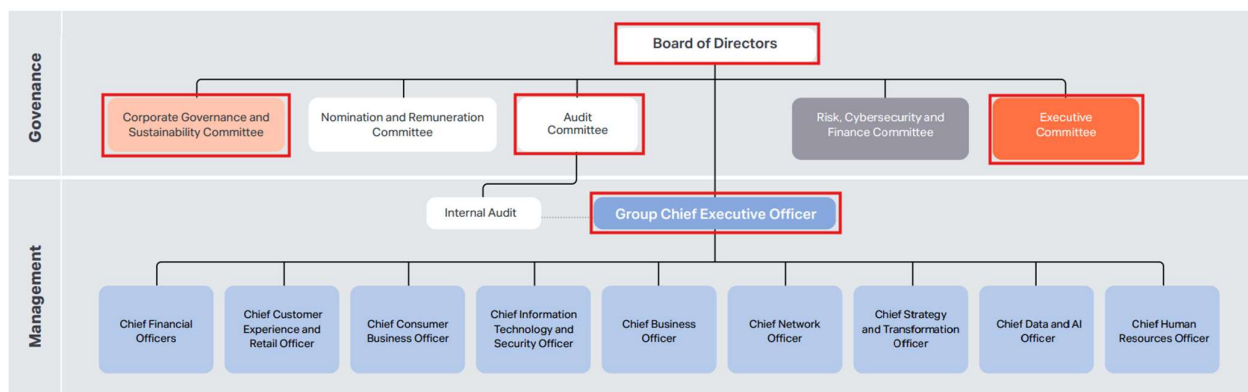 Govenance
Board of Directors
Corporate Governance and
Sustainability Committee
Nomination and Remuneration
Committee
Audit
Committee
Risk, Cybersecurity and
Finance Committee
Executive
Committee
Management
Internal Audit
Group Chief Executive Officer
Chief Financial
Officers
Chief Customer
Experience and
Retail Officer
Chief Consumer
Business Officer
Chief Information
Technology and
Security Officer
Chief Business
Officer
Chief Network
Officer
Chief Strategy
and Transformation
Officer
Chief Data and AI
Officer
Chief Human
Resources Officer